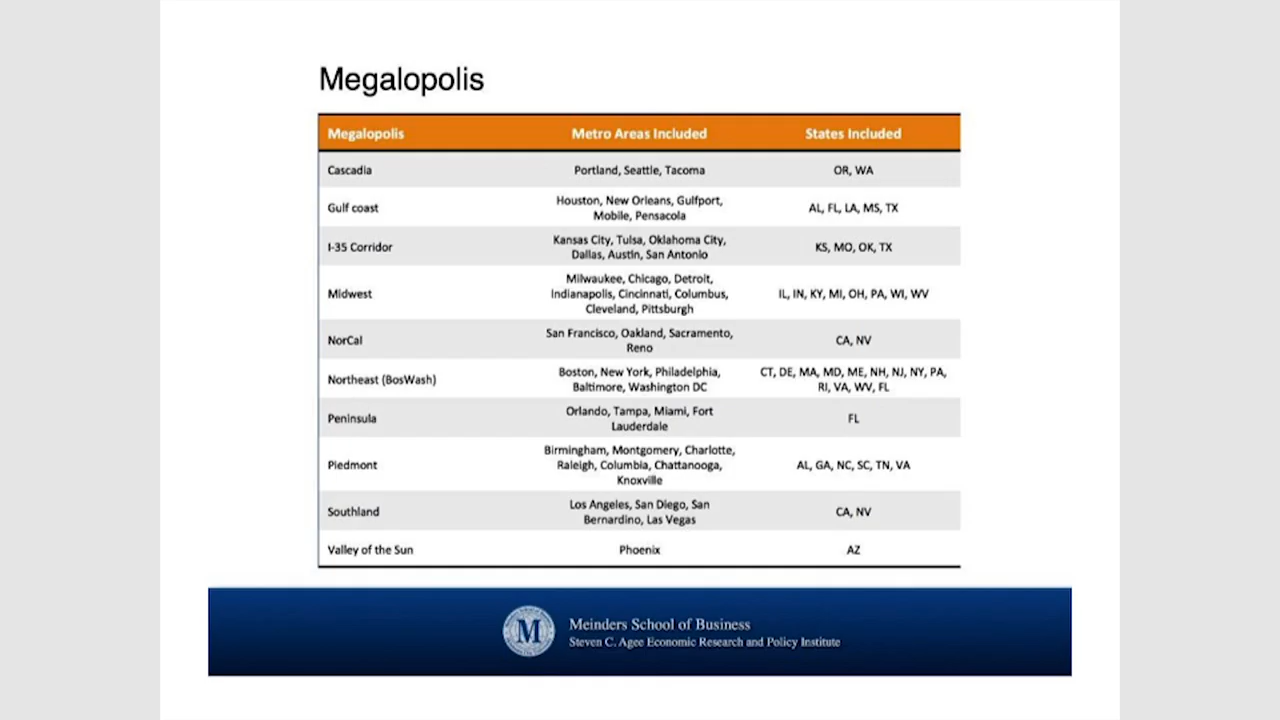 Megalopolis
Megalopolis Metro Areas Included States Included
Cascadia Portland, Seattle, Tacoma OR, WA
Gulf coast Houston, New Orleans, Gulfport, Mobile, Pensacola AL, FL, LA, MS, TX
I-35 Corridor Kansas City, Tulsa, Oklahoma City, Dallas, Austin, San Antonio KS, MO, OK, TX
Midwest Milwaukee, Chicago, Detroit, Indianapolis, Cincinnati, Columbus, Cleveland, Pittsburgh IL, IN, KY, MI, OH, PA, WI, WV
NorCal San Francisco, Oakland, Sacramento, Reno CA, NV
Northeast (BosWash) Boston, New York, Philadelphia, Baltimore, Washington DC CT, DE, MA, MD, ME, NH, NJ, NY, PA, RI, VA, WV, FL
Peninsula Orlando, Tampa, Miami, Fort Lauderdale FL
Piedmont Birmingham, Montgomery, Charlotte, Raleigh, Columbia, Chattanooga, Knoxville AL, GA, NC, SC, TN, VA
Southland Los Angeles, San Diego, San Bernardino, Las Vegas CA, NV
Valley of the Sun Phoenix AZ
M
Meinders School of Business
Steven C. Agee Economic Research and Policy Institute